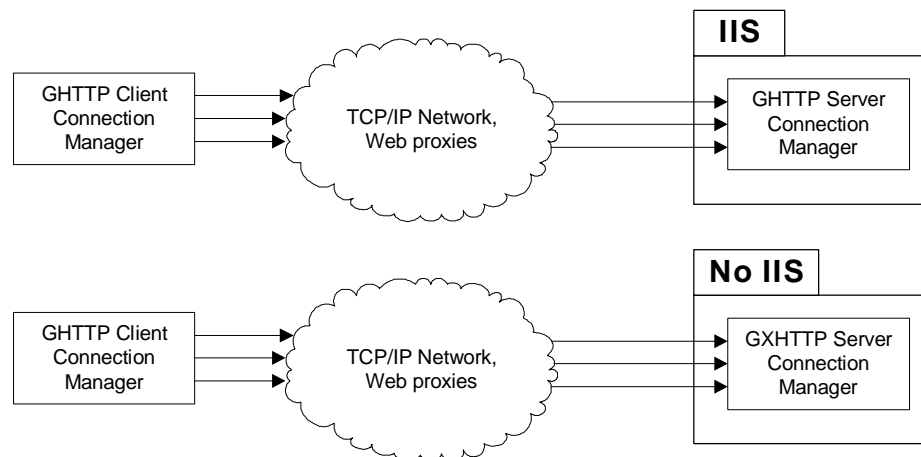 IIS
GHTTP Client
Connection
Manager
TCP/IP Network,
Web proxies
GHTTP Server
Connection
Manager
No IIS
GHTTP Client
Connection
Manager
TCP/IP Network,
Web proxies
GXHTTP Server
Connection
Manager